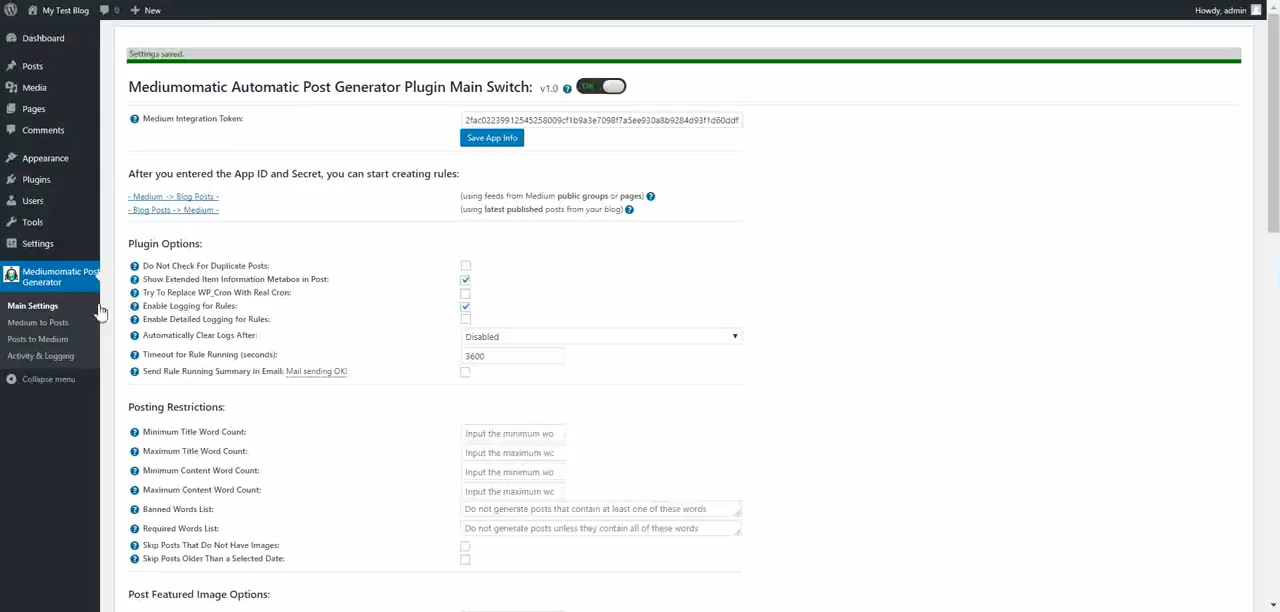 My Test Blog 0 New Howdy, admin
Dashboard
Posts
Media
Pages
Comments
Appearance
Plugins
Users
Tools
Settings
Mediumomatic Post
Generator
Main Settings
Medium to Posts
Posts to Medium
Activity & Logging
Collapse menu
Settings saved.
Mediumomatic Automatic Post Generator Plugin Main Switch: v1.0 ? ON
? Medium Integration Token: 2fac02239912545258009cf1b9a3e7098f7a5ee930a8b9284d93f1d60ddf
Save App Info
After you entered the App ID and Secret, you can start creating rules:
- Medium -> Blog Posts - (using feeds from Medium public groups or pages) ?
- Blog Posts -> Medium - (using latest published posts from your blog) ?
Plugin Options:
? Do Not Check For Duplicate Posts:
? Show Extended Item Information Metabox in Post:
? Try To Replace WP_Cron With Real Cron:
? Enable Logging for Rules:
? Enable Detailed Logging for Rules:
? Automatically Clear Logs After: Disabled
? Timeout for Rule Running (seconds): 3600
? Send Rule Running Summary in Email: Mail sending OK!
Posting Restrictions:
? Minimum Title Word Count: Input the minimum wo
? Maximum Title Word Count: Input the maximum wc
? Minimum Content Word Count: Input the minimum wo
? Maximum Content Word Count: Input the maximum wc
? Banned Words List: Do not generate posts that contain at least one of these words
? Required Words List: Do not generate posts unless they contain all of these words
? Skip Posts That Do Not Have Images:
? Skip Posts Older Than a Selected Date:
Post Featured Image Options: